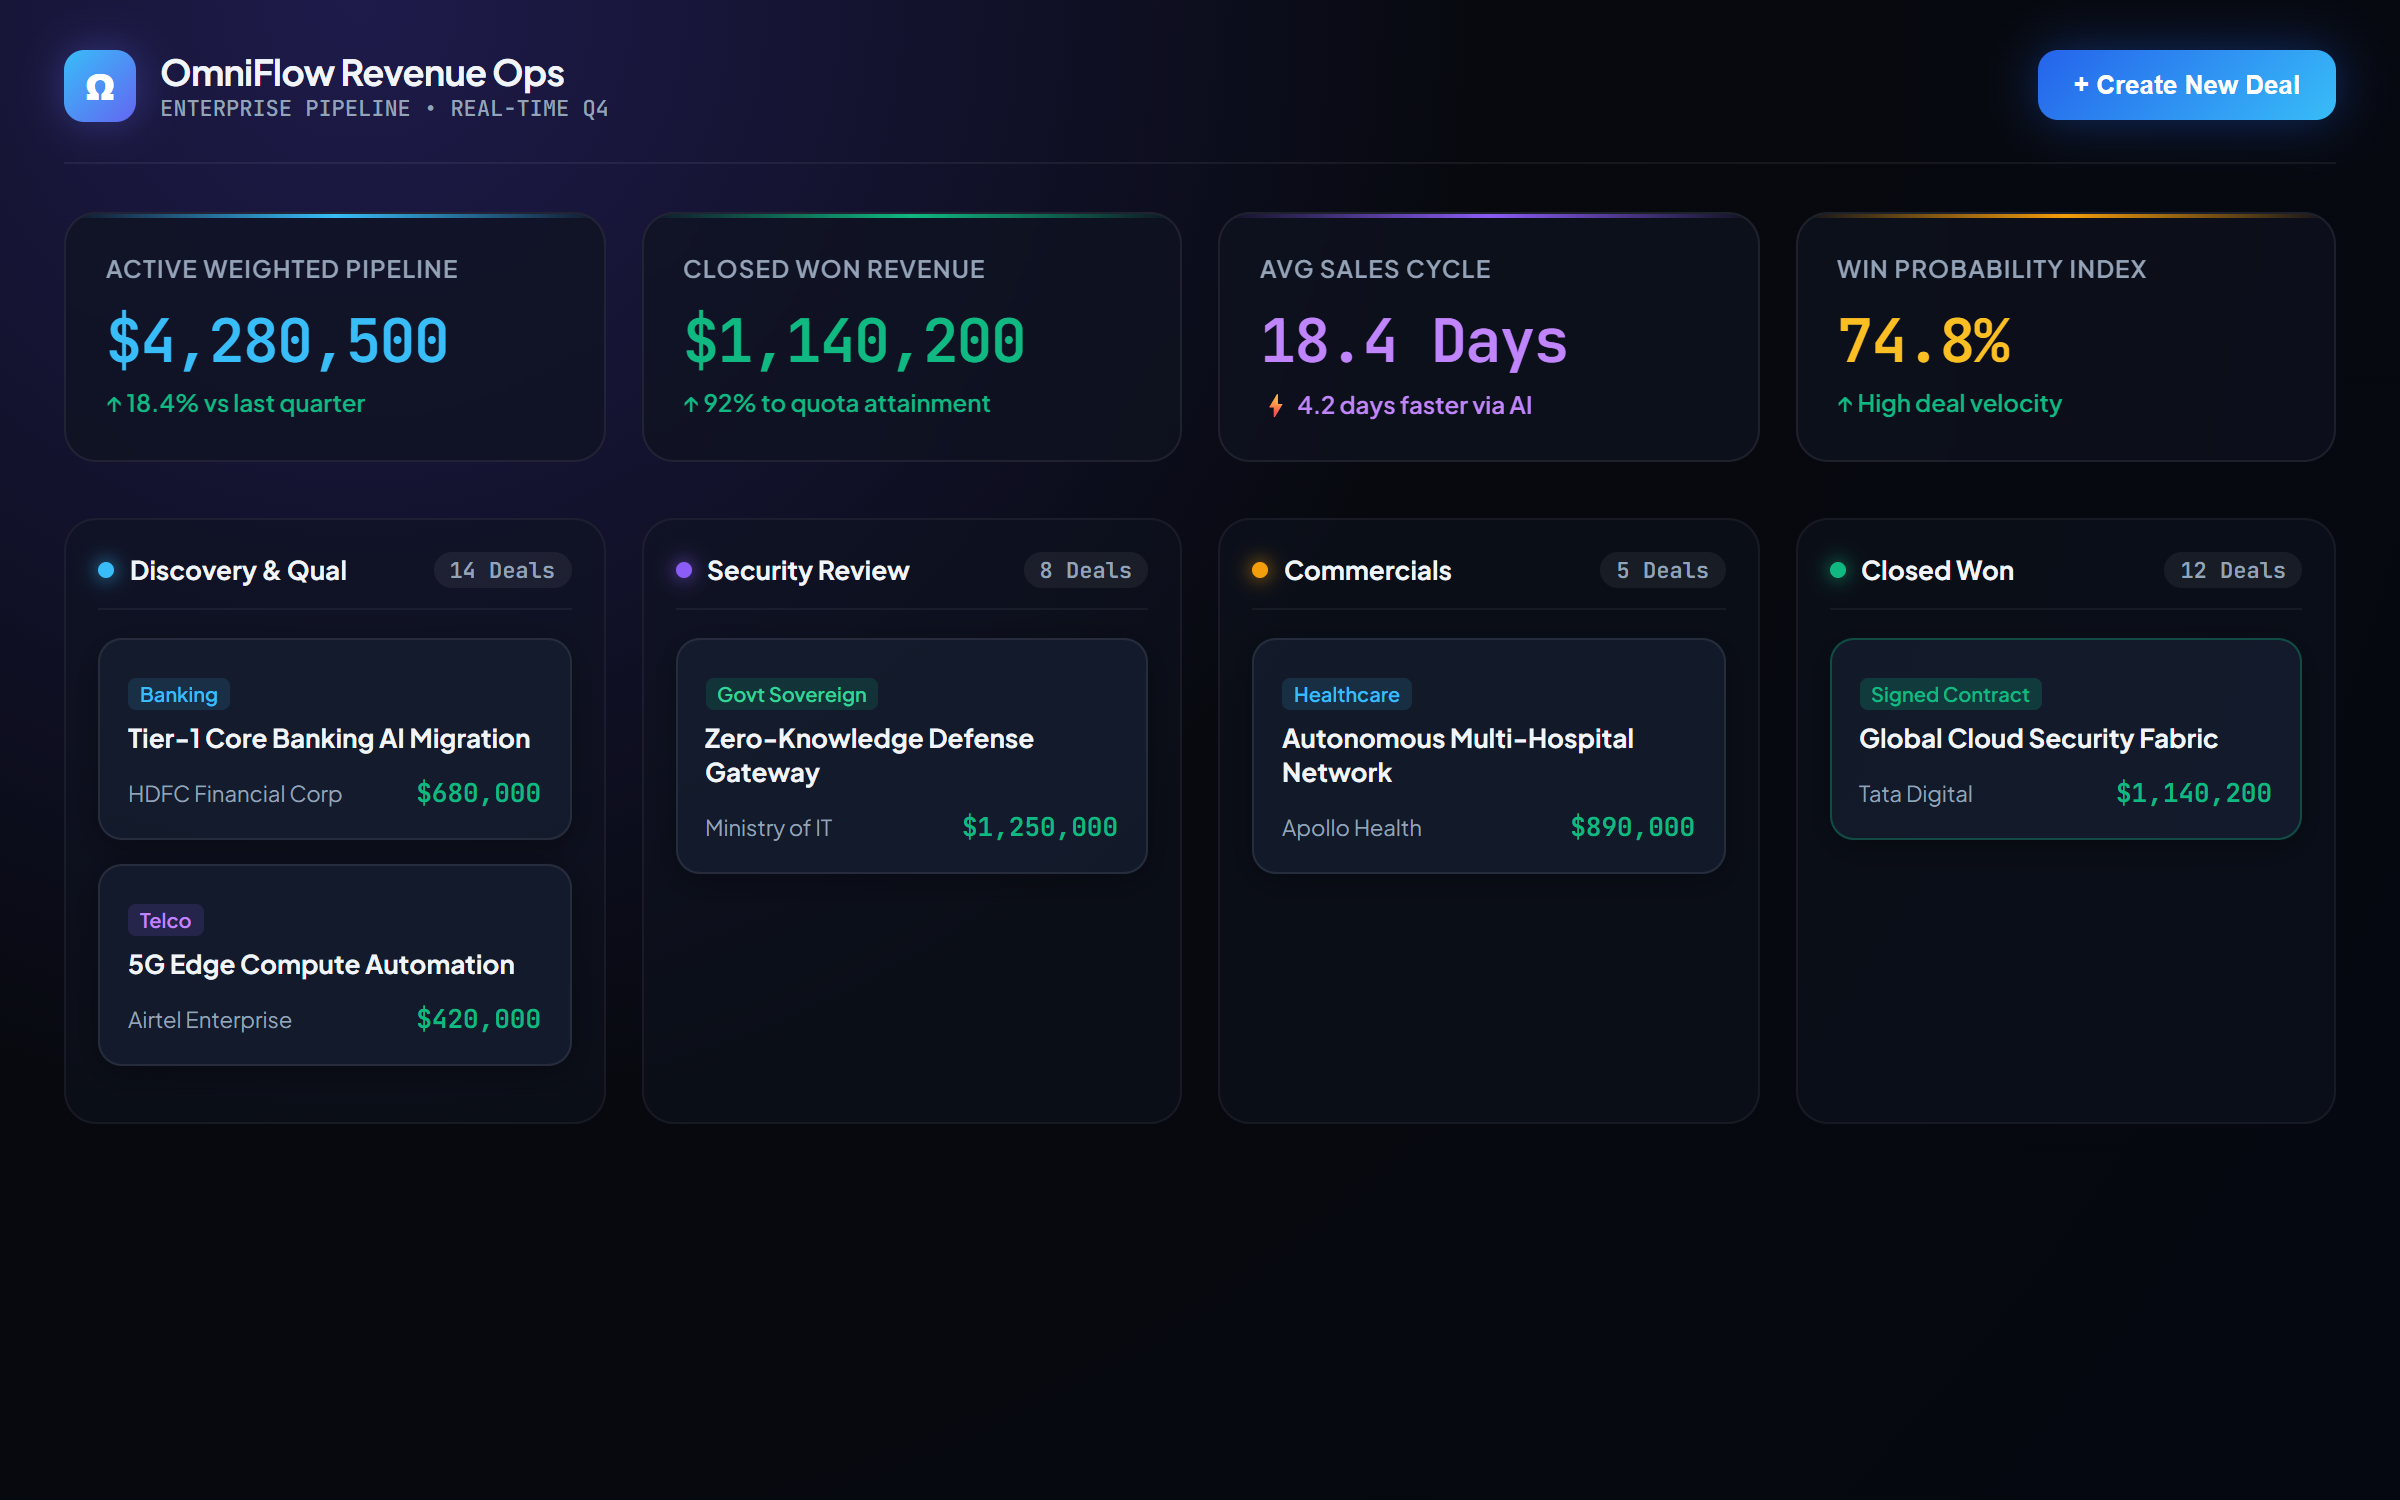 Ω
OmniFlow Revenue Ops
ENTERPRISE PIPELINE • REAL-TIME Q4
+ Create New Deal
ACTIVE WEIGHTED PIPELINE
$4,280,500
↑ 18.4% vs last quarter
CLOSED WON REVENUE
$1,140,200
↑ 92% to quota attainment
AVG SALES CYCLE
18.4 Days
⚡ 4.2 days faster via AI
WIN PROBABILITY INDEX
74.8%
↑ High deal velocity
Discovery & Qual
14 Deals
Banking
Tier-1 Core Banking AI Migration
HDFC Financial Corp
$680,000
Telco
5G Edge Compute Automation
Airtel Enterprise
$420,000
Security Review
8 Deals
Govt Sovereign
Zero-Knowledge Defense
Gateway
Ministry of IT
$1,250,000
Commercials
5 Deals
Healthcare
Autonomous Multi-Hospital
Network
Apollo Health
$890,000
Closed Won
12 Deals
Signed Contract
Global Cloud Security Fabric
Tata Digital
$1,140,200